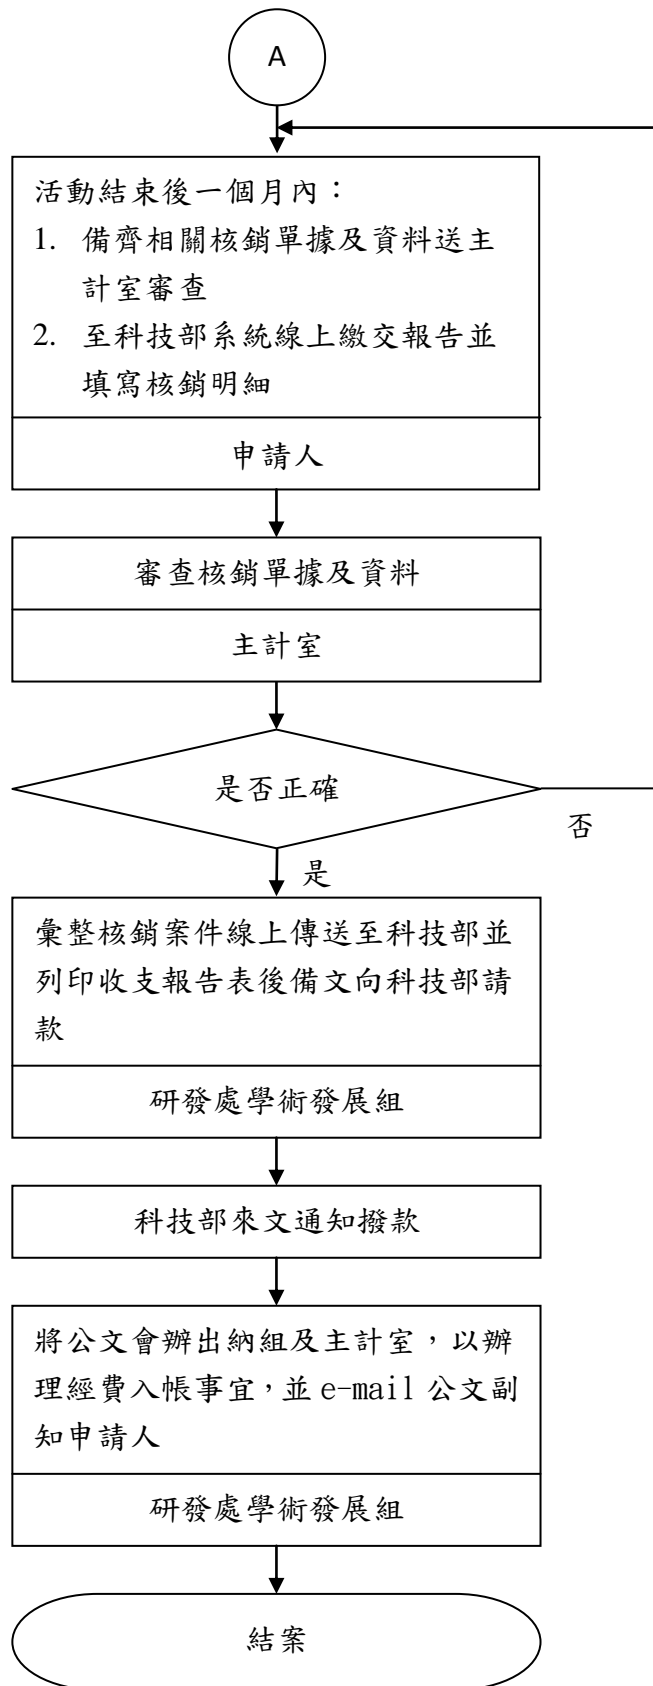 A
活動結束後一個月內：
1. 備齊相關核銷單據及資料送主
計室審查
2. 至科技部系統線上繳交報告並
填寫核銷明細
申請人
審查核銷單據及資料
主計室
是否正確
否
是
彙整核銷案件線上傳送至科技部並
列印收支報告表後備文向科技部請
款
研發處學術發展組
科技部來文通知撥款
將公文會辦出納組及主計室，以辦
理經費入帳事宜，並 e-mail 公文副
知申請人
研發處學術發展組
結案